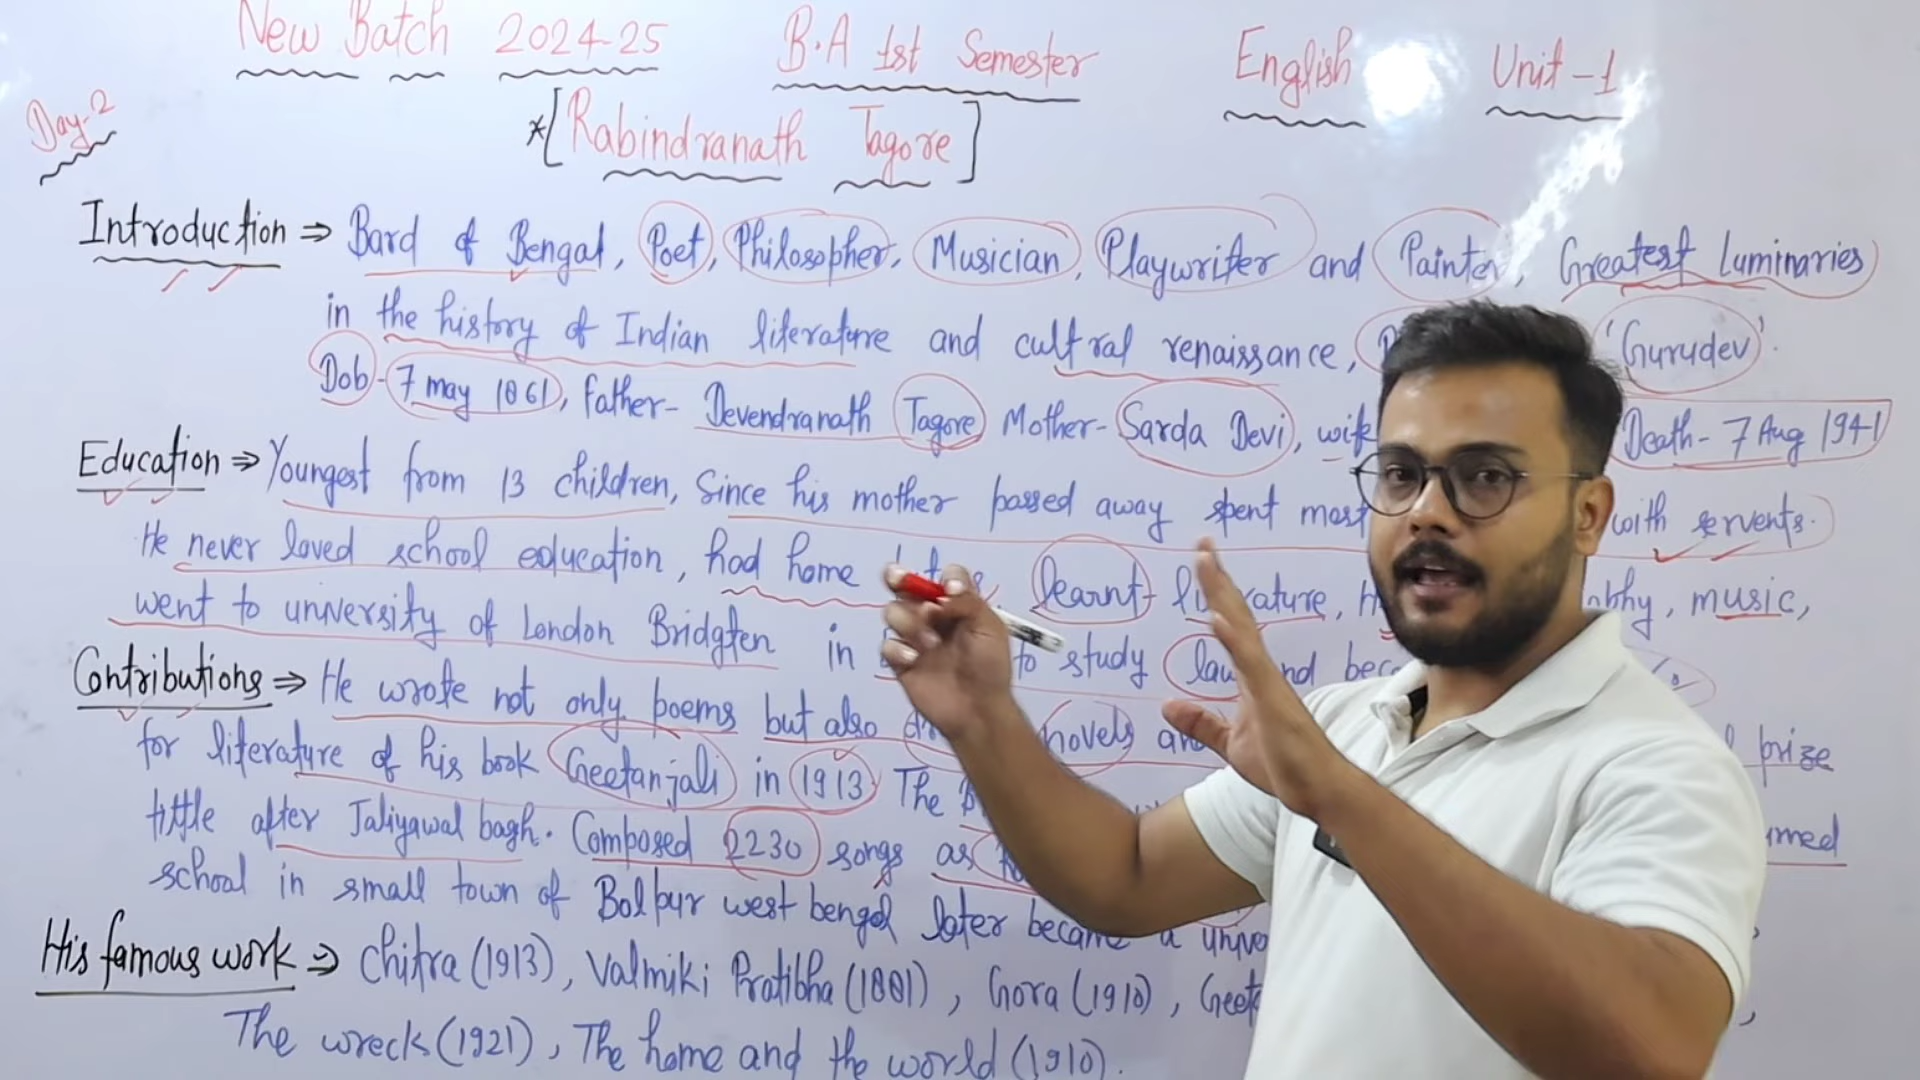 New Batch 2024-25 B.A 1st Semester English Unit-1
Day-2
*[Rabindranath Tagore]
Introduction ⇒ Bard of Bengal, Poet, Philosopher, Musician, Playwriter and Painter, Greatest Luminaries
in the history of Indian literature and cultral renaissance, 'Gurudev'.
Dob - 7 may 1861, Father- Devendranath Tagore Mother- Sarda Devi, wife Death- 7 Aug 1941
Education ⇒ Youngest from 13 children, Since his mother passed away spent most with servents.
He never loved school education, had home learnt- literature, music,
went to university of London Bridgten in to study law and
Contributions ⇒ He wrote not only poems but also novels prize
for literature of his book Geetanjali in 1913. The
tittle after Jaliyawal bagh. Composed 2230 songs as
school in small town of Bolpur west bengal later became a
His famous work ⇒ Chitra (1913), Valmiki Pratibha (1881), Gora (1910),
The wreck (1921), The home and the world (1910).